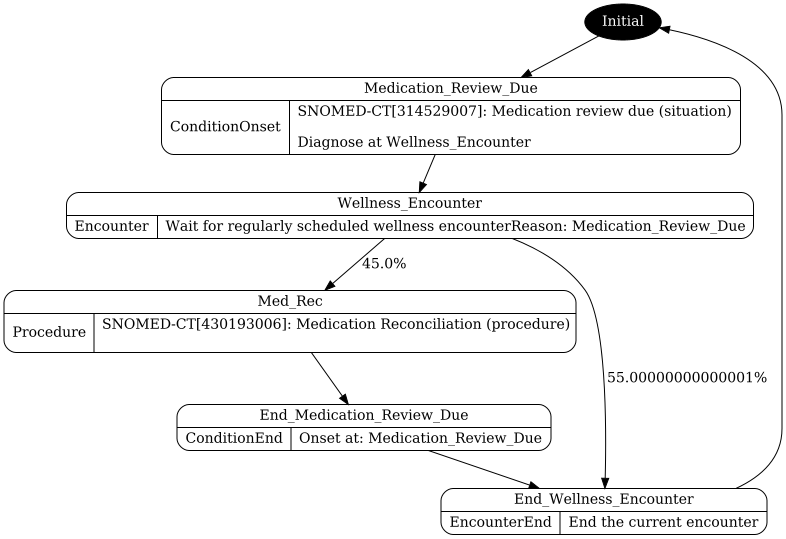 Initial
Medication_Review_Due
ConditionOnset
SNOMED-CT[314529007]: Medication review due (situation)
Diagnose at Wellness_Encounter
Wellness_Encounter
Encounter
Wait for regularly scheduled wellness encounterReason: Medication_Review_Due
45.0%
Med_Rec
Procedure
SNOMED-CT[430193006]: Medication Reconciliation (procedure)
55.00000000000001%
End_Medication_Review_Due
ConditionEnd
Onset at: Medication_Review_Due
End_Wellness_Encounter
EncounterEnd
End the current encounter